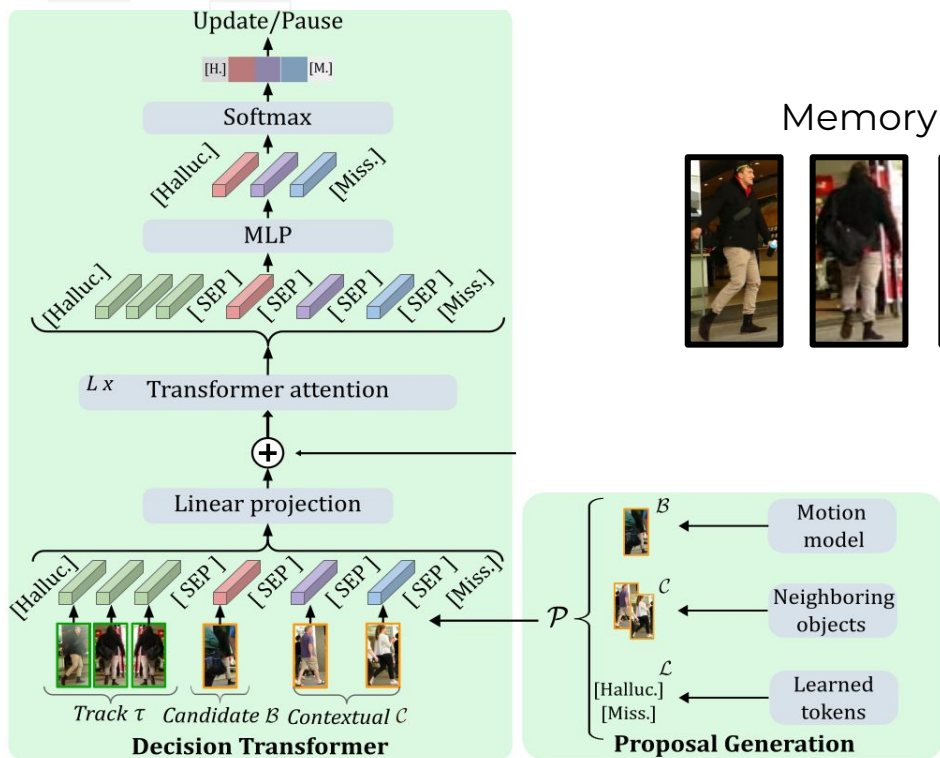 Update/Pause
[H.] [M.]
Softmax
[Halluc.] [Miss.]
MLP
[Halluc.] [SEP] [SEP] [SEP] [SEP] [Miss.]
L x Transformer attention
+
Linear projection
[Halluc.] [SEP] [SEP] [SEP] [SEP] [Miss.]
Track τ Candidate ℬ Contextual 𝒞
Decision Transformer
Memory
𝒫
ℬ
Motion
model
𝒞
Neighboring
objects
ℒ
[Halluc.]
[Miss.]
Learned
tokens
Proposal Generation